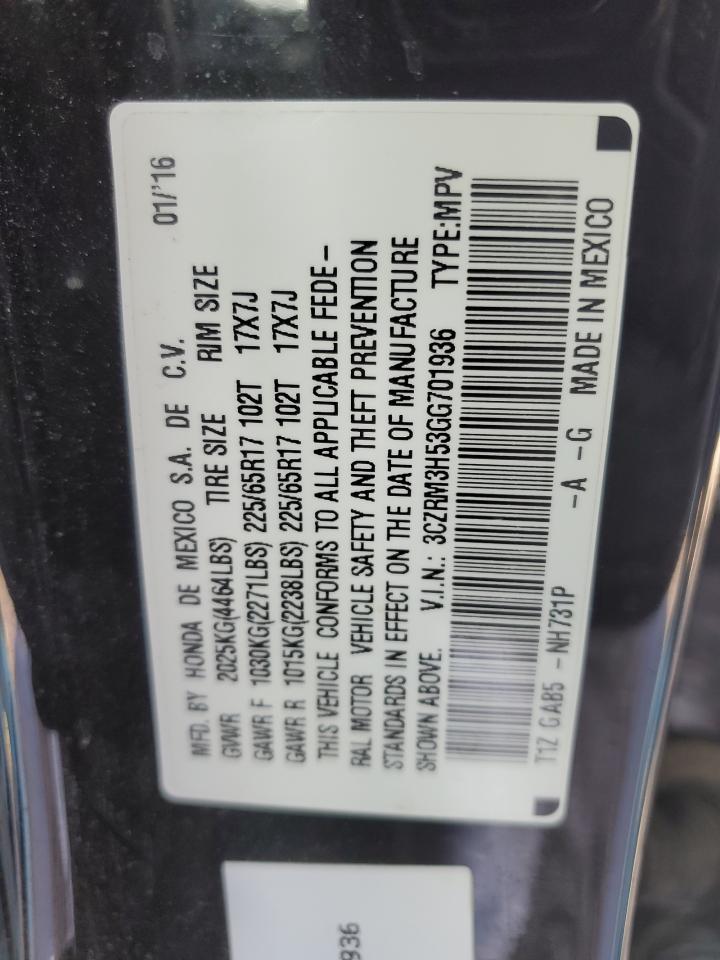 MFD. BY HONDA DE MEXICO S.A. DE C.V. 01/'16
GVWR 2025KG(4464LBS) TIRE SIZE RIM SIZE
GAWR F 1030KG(2271LBS) 225/65R17 102T 17X7J
GAWR R 1015KG(2238LBS) 225/65R17 102T 17X7J
THIS VEHICLE CONFORMS TO ALL APPLICABLE FEDE-
RAL MOTOR VEHICLE SAFETY AND THEFT PREVENTION
STANDARDS IN EFFECT ON THE DATE OF MANUFACTURE
SHOWN ABOVE. V.I.N.: 3CZRM3H53GG701936 TYPE:MPV
T1Z GAB5 -NH731P -A -G MADE IN MEXICO
936